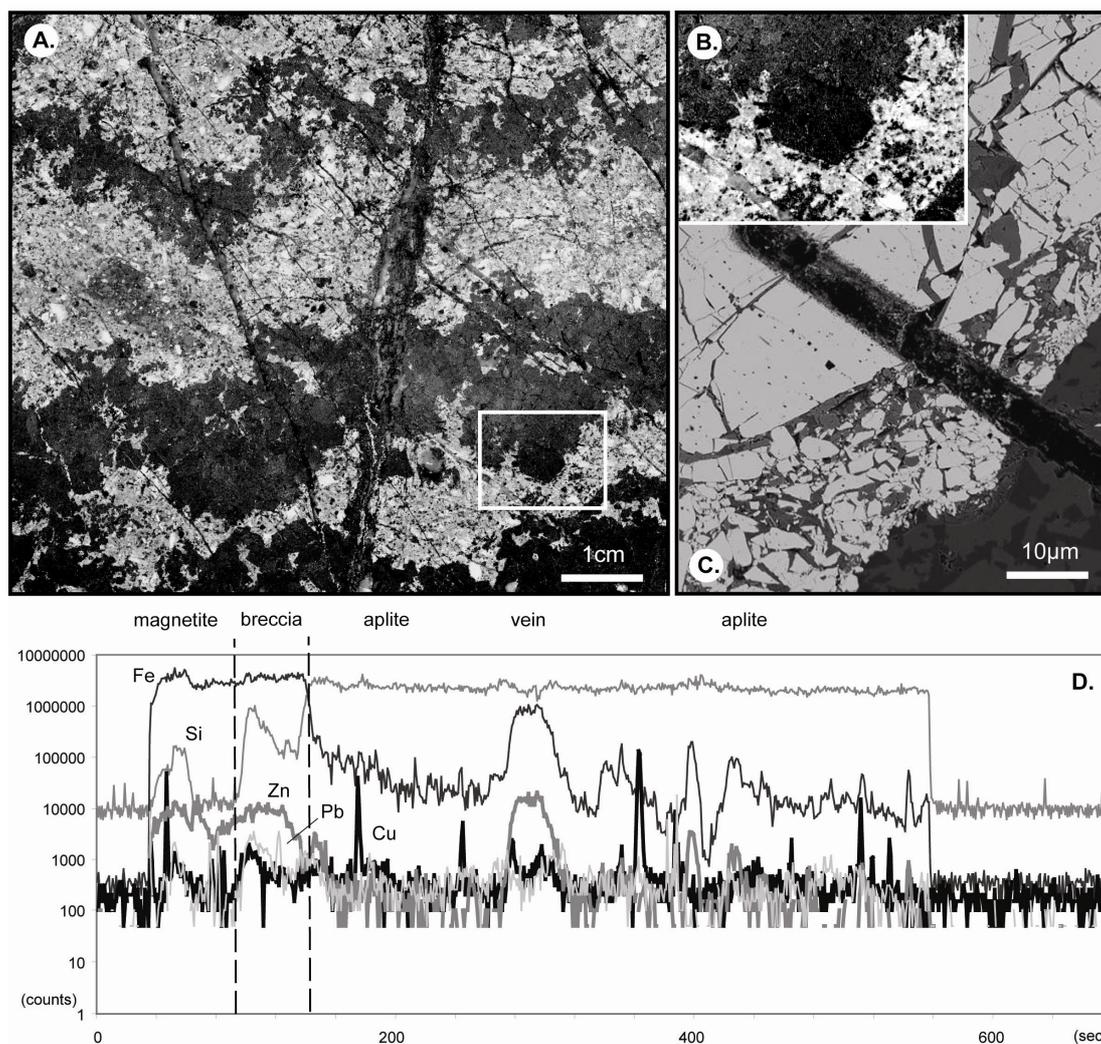 A.
B.
1cm
C.
10µm
magnetite breccia aplite vein aplite
10000000
Fe
D.
1000000
Si
100000
Zn
10000
Pb
Cu
1000
100
10
(counts)
1
0 200 400 600 (sec